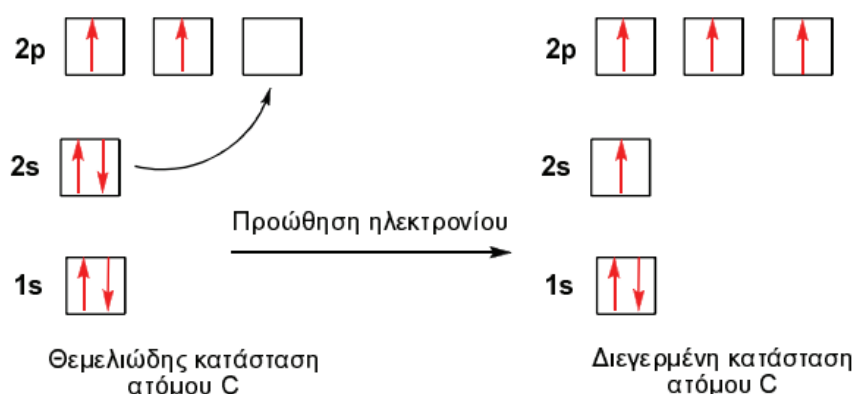 2p
2p
2s
2s
Προώθηση ηλεκτρονίου
1s
1s
Θεμελιώδης κατάσταση
ατόμου C
Διεγερμένη κατάσταση
ατόμου C